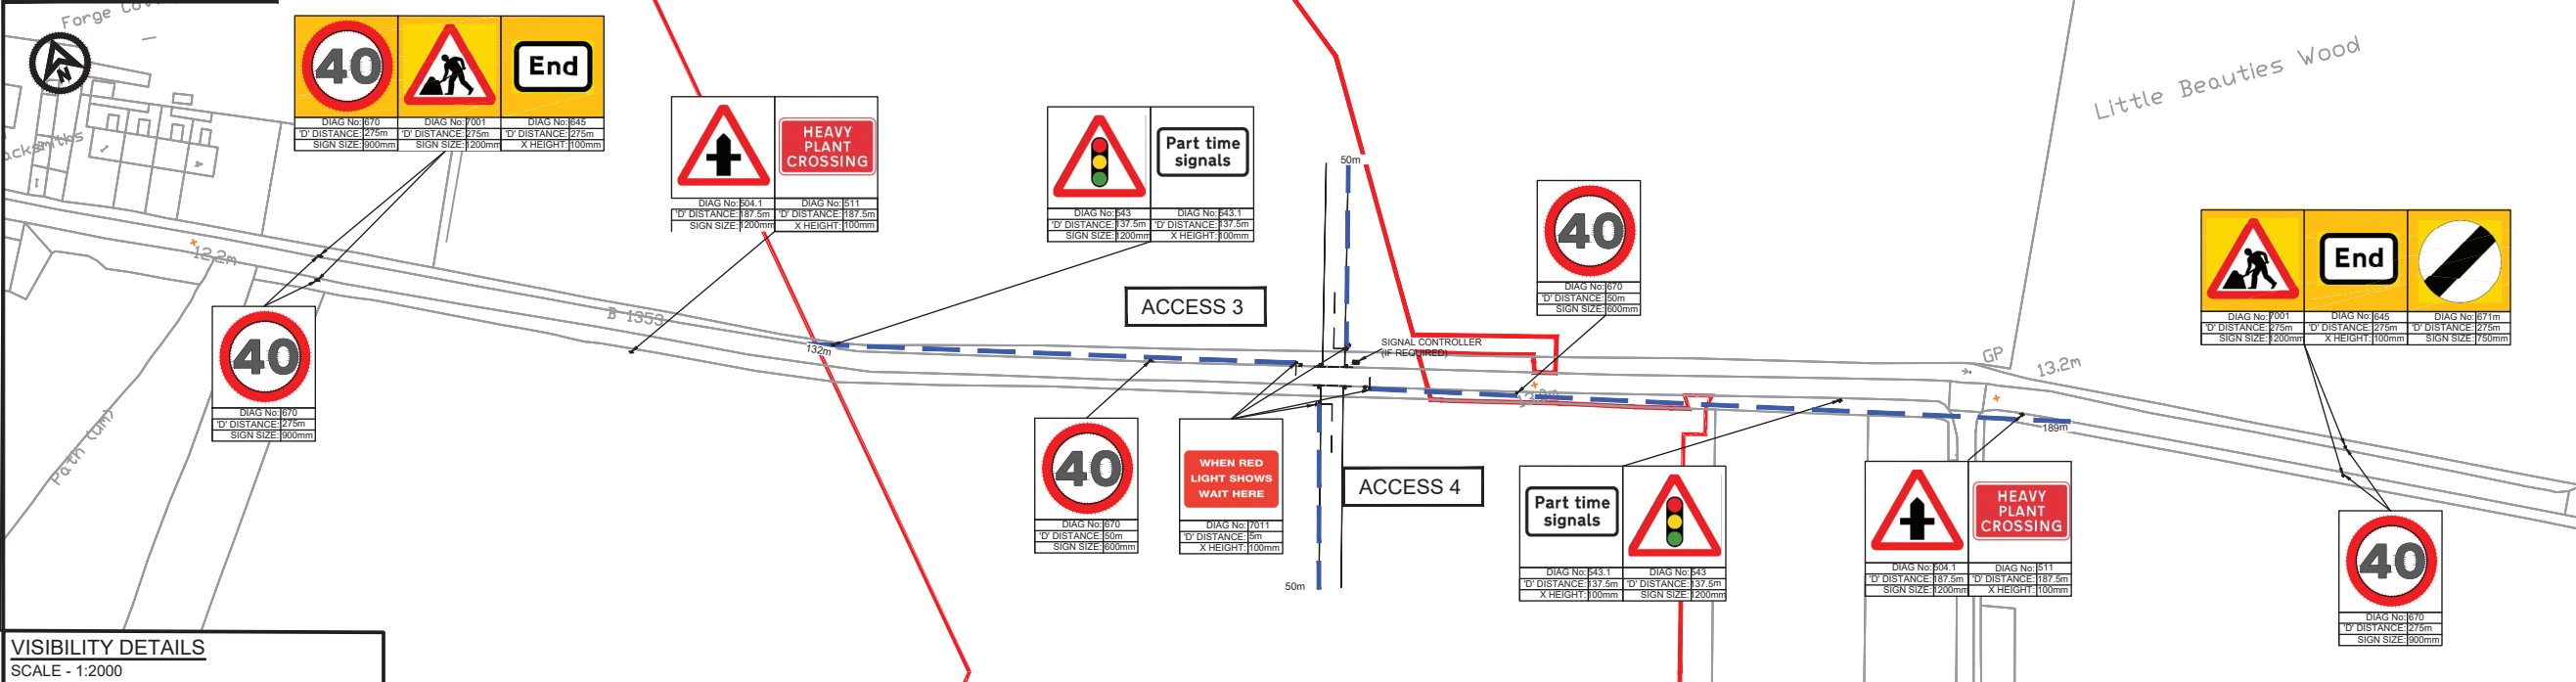 Forge Co
acksmiths
N
40
End
DIAG No: 670
'D' DISTANCE: 275m
SIGN SIZE: 900mm
DIAG No: 7001
'D' DISTANCE: 275m
SIGN SIZE: 1200mm
DIAG No: 645
'D' DISTANCE: 275m
X HEIGHT: 100mm
12.2m
40
DIAG No: 670
'D' DISTANCE: 275m
SIGN SIZE: 900mm
Path (um)
HEAVY
PLANT
CROSSING
DIAG No: 504.1
'D' DISTANCE: 187.5m
SIGN SIZE: 1200mm
DIAG No: 511
'D' DISTANCE: 187.5m
X HEIGHT: 100mm
B 1353
132m
Part time
signals
DIAG No: 543
'D' DISTANCE: 137.5m
SIGN SIZE: 1200mm
DIAG No: 543.1
'D' DISTANCE: 137.5m
X HEIGHT: 100mm
ACCESS 3
50m
SIGNAL CONTROLLER
(IF REQUIRED)
40
DIAG No: 670
'D' DISTANCE: 50m
SIGN SIZE: 600mm
40
DIAG No: 670
'D' DISTANCE: 50m
SIGN SIZE: 600mm
WHEN RED
LIGHT SHOWS
WAIT HERE
DIAG No: 7011
'D' DISTANCE: 5m
X HEIGHT: 100mm
ACCESS 4
50m
Part time
signals
DIAG No: 543.1
'D' DISTANCE: 137.5m
X HEIGHT: 100mm
DIAG No: 543
'D' DISTANCE: 137.5m
SIGN SIZE: 1200mm
HEAVY
PLANT
CROSSING
DIAG No: 504.1
'D' DISTANCE: 187.5m
SIGN SIZE: 1200mm
DIAG No: 511
'D' DISTANCE: 187.5m
X HEIGHT: 100mm
189m
GP
13.2m
Little Beauties Wood
End
DIAG No: 7001
'D' DISTANCE: 275m
SIGN SIZE: 1200mm
DIAG No: 645
'D' DISTANCE: 275m
X HEIGHT: 100mm
DIAG No: 671m
'D' DISTANCE: 275m
SIGN SIZE: 750mm
40
DIAG No: 670
'D' DISTANCE: 275m
SIGN SIZE: 900mm
VISIBILITY DETAILS
SCALE - 1:2000